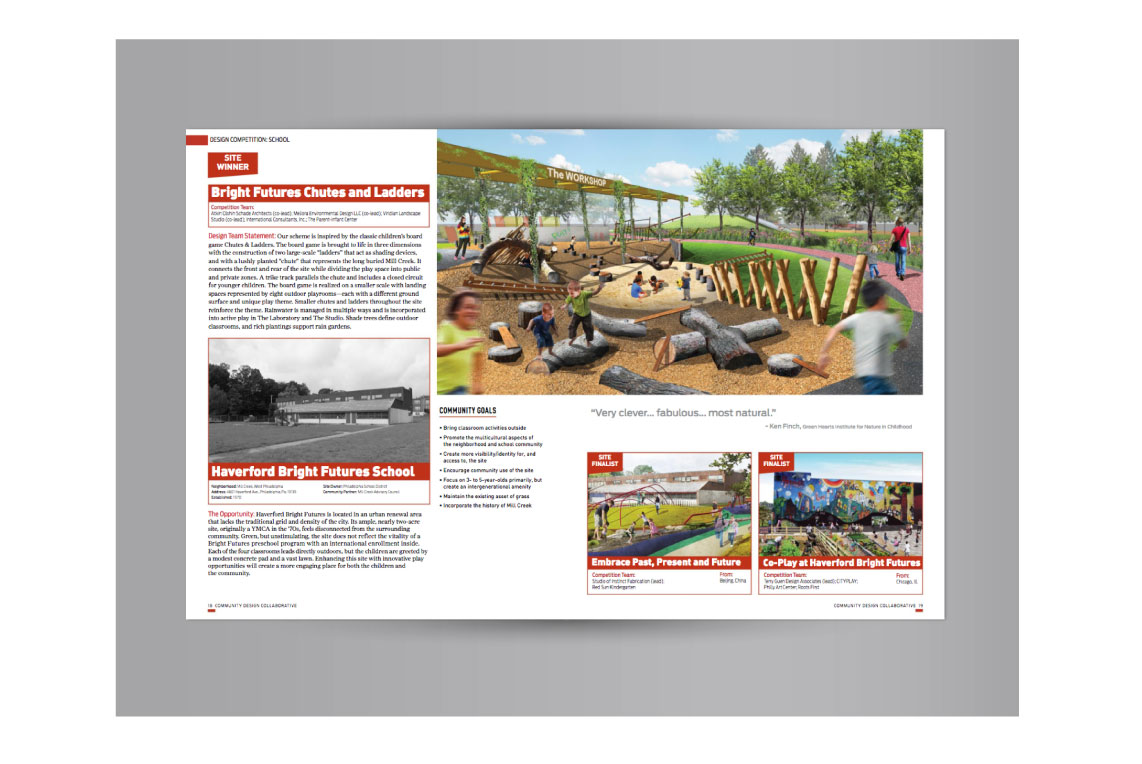 DESIGN COMPETITION: SCHOOL
SITE
WINNER
Bright Futures Chutes and Ladders
Competition Team:
Studio (co-lead); International Consultants, Inc.; The Parent-Infant Center
Design Team Statement: Our scheme is inspired by the classic children's board
game Chutes & Ladders. The board game is brought to life in three dimensions
with the construction of two large-scale "ladders" that act as shading devices,
and with a lushly planted "chute" that represents the long buried Mill Creek. It
connects the front and rear of the site while dividing the play space into public
and private zones. A trike track parallels the chute and includes a closed circuit
for younger children. The board game is realized on a smaller scale with landing
spaces represented by eight outdoor playrooms—each with a different ground
surface and unique play theme. Smaller chutes and ladders throughout the site
reinforce the theme. Rainwater is managed in multiple ways and is incorporated
into active play in The Laboratory and The Studio. Shade trees define outdoor
classrooms, and rich plantings support rain gardens.
Haverford Bright Futures School
Neighborhood: Mill Creek, West Philadelphia
Address: Haverford Ave, Philadelphia, PA
Established:
Site Owner: Philadelphia School District
Community Partner: Mill Creek Advisory Council
The Opportunity: Haverford Bright Futures is located in an urban renewal area
that lacks the traditional grid and density of the city. Its ample, nearly two-acre
site, originally a YMCA in the '70s, feels disconnected from the surrounding
community. Green, but unstimulating, the site does not reflect the vitality of a
Bright Futures preschool program with an international enrollment inside.
Each of the four classrooms leads directly outdoors, but the children are greeted by
a modest concrete pad and a vast lawn. Enhancing this site with innovative play
opportunities will create a more engaging place for both the children and
the community.
18 COMMUNITY DESIGN COLLABORATIVE
The WORKSHOP
COMMUNITY GOALS
• Bring classroom activities outside
• Promote the multicultural aspects of
the neighborhood and school community
• Create more visibility/identity for, and
access to, the site
• Encourage community use of the site
• Focus on 3- to 5-year-olds primarily, but
create an intergenerational amenity
• Maintain the existing asset of grass
• Incorporate the history of Mill Creek
"Very clever... fabulous... most natural."
- Ken Finch, Green Hearts Institute for Nature in Childhood
SITE
FINALIST
Embrace Past, Present and Future
Competition Team:
Studio of Instinct Fabrication (lead);
Red Sun Kindergarten
From:
Beijing, China
SITE
FINALIST
Co-Play at Haverford Bright Futures
Competition Team:
Terry Guen Design Associates (lead); CITYPLAY;
Philly Art Center; Roots First
From:
Chicago, IL
COMMUNITY DESIGN COLLABORATIVE 19